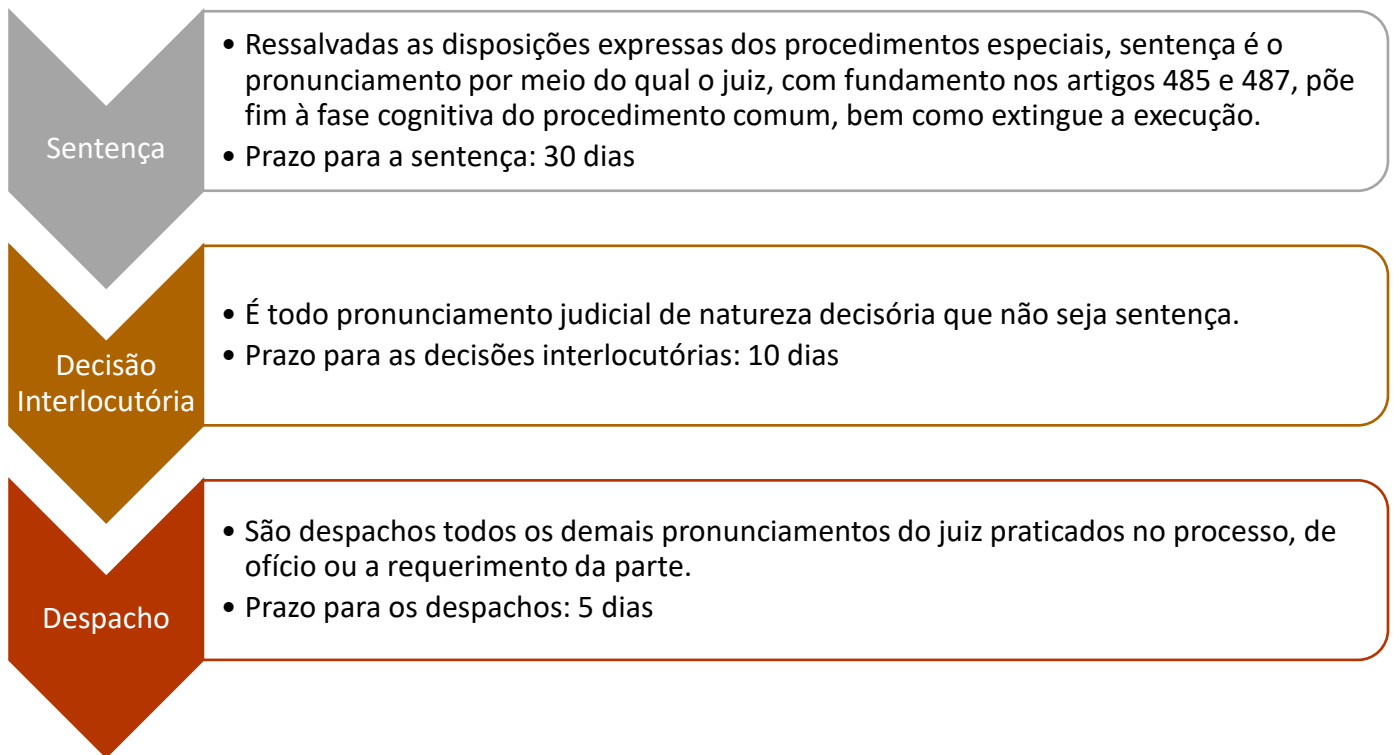 Sentença
• Ressalvadas as disposições expressas dos procedimentos especiais, sentença é o
pronunciamento por meio do qual o juiz, com fundamento nos artigos 485 e 487, põe
fim à fase cognitiva do procedimento comum, bem como extingue a execução.
• Prazo para a sentença: 30 dias
Decisão
Interlocutória
• É todo pronunciamento judicial de natureza decisória que não seja sentença.
• Prazo para as decisões interlocutórias: 10 dias
Despacho
• São despachos todos os demais pronunciamentos do juiz praticados no processo, de
ofício ou a requerimento da parte.
• Prazo para os despachos: 5 dias